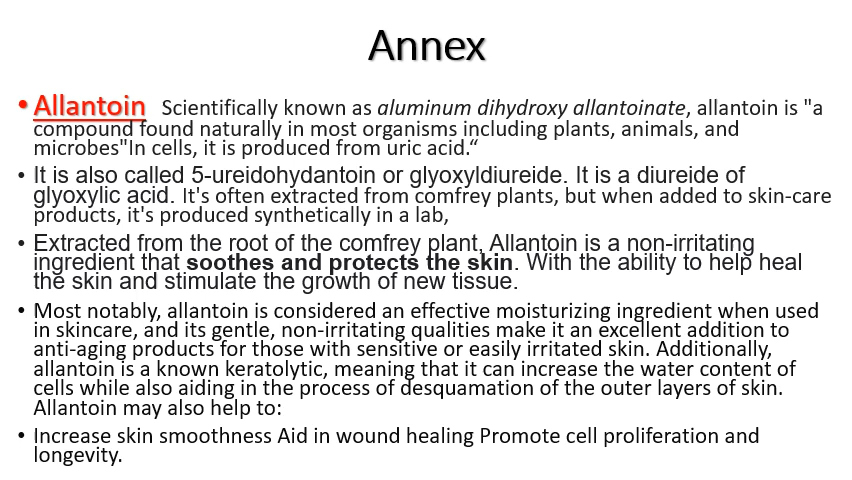 Annex
• Allantoin Scientifically known as aluminum dihydroxy allantoinate, allantoin is "a
compound found naturally in most organisms including plants, animals, and
microbes"In cells, it is produced from uric acid.“
• It is also called 5-ureidohydantoin or glyoxyldiureide. It is a diureide of
glyoxylic acid. It's often extracted from comfrey plants, but when added to skin-care
products, it's produced synthetically in a lab,
• Extracted from the root of the comfrey plant, Allantoin is a non-irritating
ingredient that soothes and protects the skin. With the ability to help heal
the skin and stimulate the growth of new tissue.
• Most notably, allantoin is considered an effective moisturizing ingredient when used
in skincare, and its gentle, non-irritating qualities make it an excellent addition to
anti-aging products for those with sensitive or easily irritated skin. Additionally,
allantoin is a known keratolytic, meaning that it can increase the water content of
cells while also aiding in the process of desquamation of the outer layers of skin.
Allantoin may also help to:
• Increase skin smoothness Aid in wound healing Promote cell proliferation and
longevity.